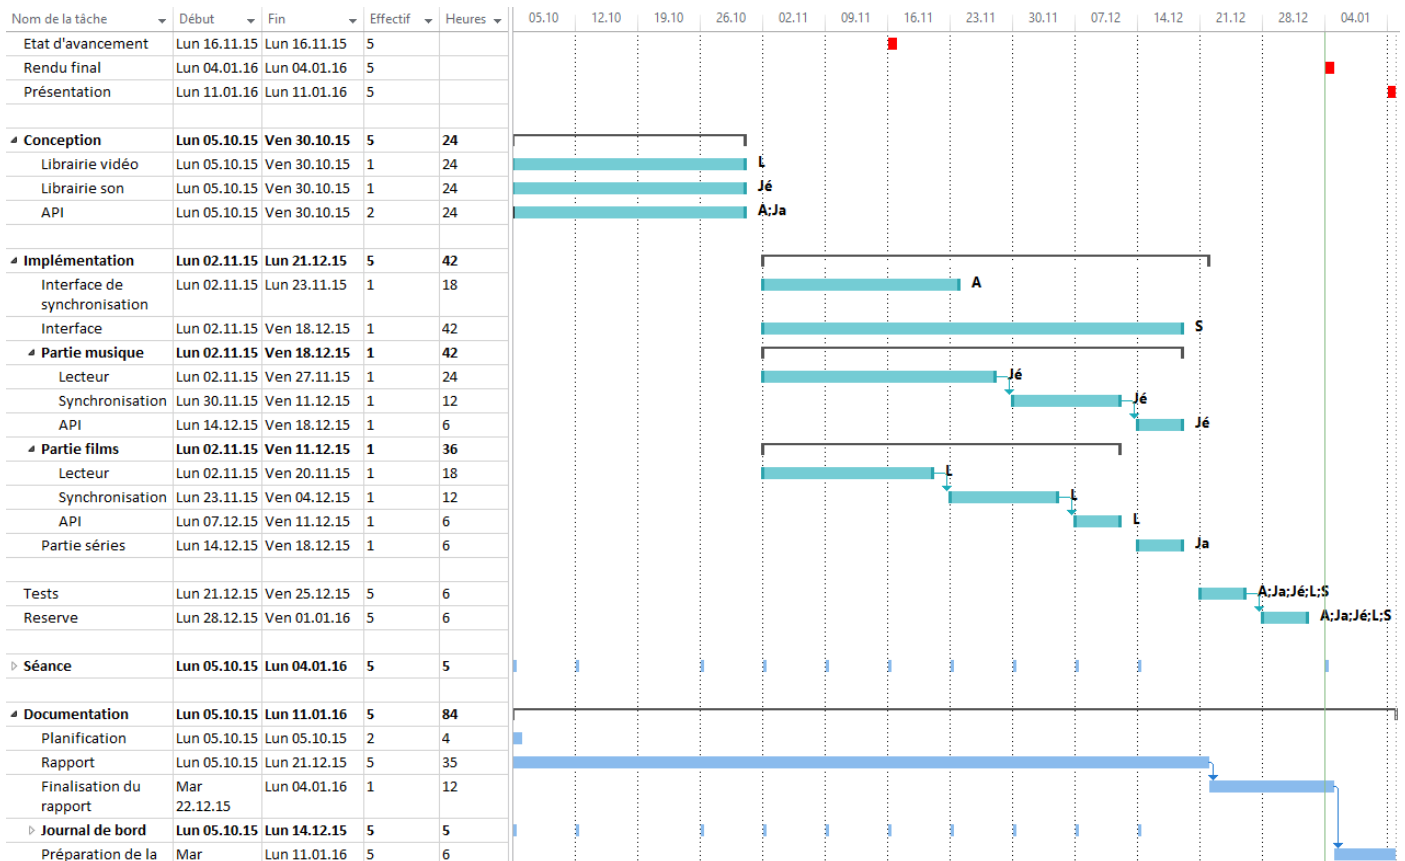 Nom de la tâche Début Fin Effectif Heures 05.10 12.10 19.10 26.10 02.11 09.11 16.11 23.11 30.11 07.12 14.12 21.12 28.12 04.01
Etat d'avancement Lun 16.11.15 Lun 16.11.15 5
Rendu final Lun 04.01.16 Lun 04.01.16 5
Présentation Lun 11.01.16 Lun 11.01.16 5
Conception Lun 05.10.15 Ven 30.10.15 5 24
Librairie vidéo Lun 05.10.15 Ven 30.10.15 1 24 L
Librairie son Lun 05.10.15 Ven 30.10.15 1 24 Jé
API Lun 05.10.15 Ven 30.10.15 2 24 A;Ja
Implémentation Lun 02.11.15 Lun 21.12.15 5 42
Interface de Lun 02.11.15 Lun 23.11.15 1 18 A
synchronisation
Interface Lun 02.11.15 Ven 18.12.15 1 42 S
Partie musique Lun 02.11.15 Ven 18.12.15 1 42
Lecteur Lun 02.11.15 Ven 27.11.15 1 24 Jé
Synchronisation Lun 30.11.15 Ven 11.12.15 1 12 Jé
API Lun 14.12.15 Ven 18.12.15 1 6 Jé
Partie films Lun 02.11.15 Ven 11.12.15 1 36
Lecteur Lun 02.11.15 Ven 20.11.15 1 18 L
Synchronisation Lun 23.11.15 Ven 04.12.15 1 12 L
API Lun 07.12.15 Ven 11.12.15 1 6 L
Partie séries Lun 14.12.15 Ven 18.12.15 1 6 Ja
Tests Lun 21.12.15 Ven 25.12.15 5 6 A;Ja;Jé;L;S
Reserve Lun 28.12.15 Ven 01.01.16 5 6 A;Ja;Jé;L;S
Séance Lun 05.10.15 Lun 04.01.16 5 5
Documentation Lun 05.10.15 Lun 11.01.16 5 84
Planification Lun 05.10.15 Lun 05.10.15 2 4
Rapport Lun 05.10.15 Lun 21.12.15 5 35
Finalisation du Mar Lun 04.01.16 1 12
rapport 22.12.15
Journal de bord Lun 05.10.15 Lun 14.12.15 5 5
Préparation de la Mar Lun 11.01.16 5 6